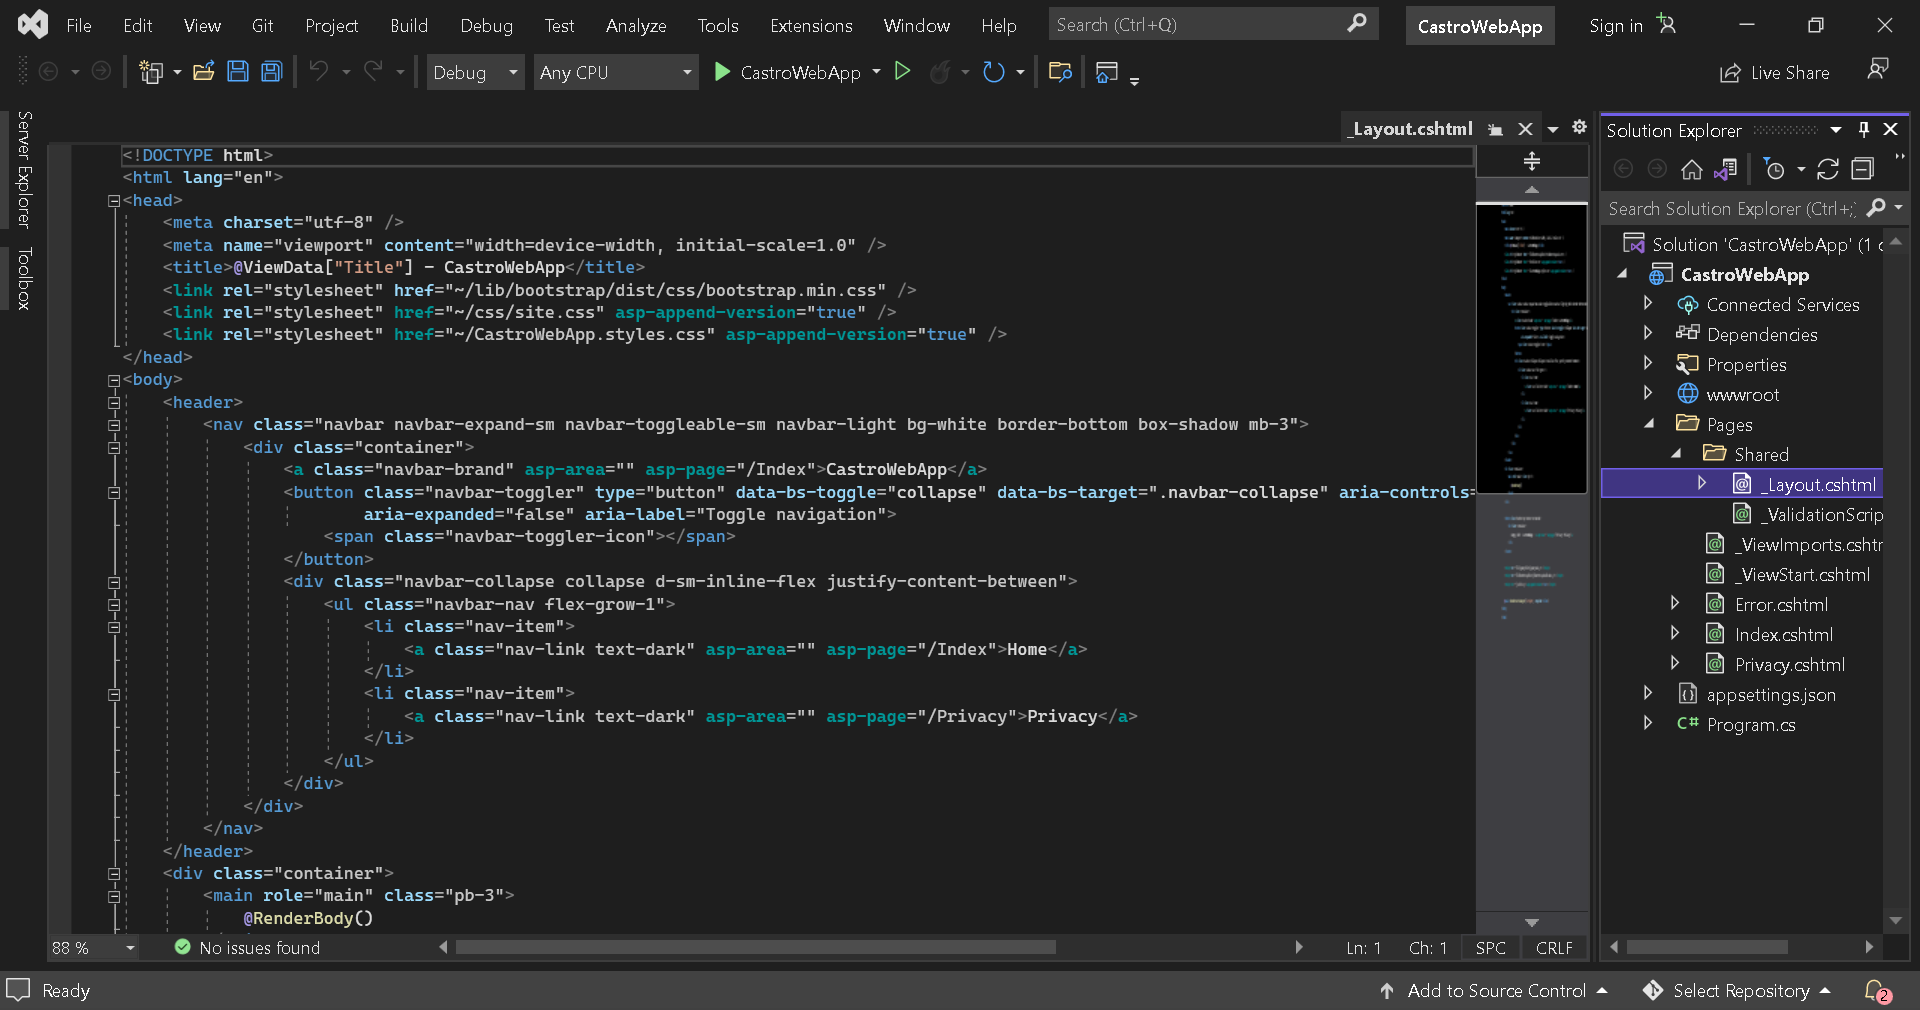 File Edit View Git Project Build Debug Test Analyze Tools Extensions Window Help Search (Ctrl+Q) CastroWebApp Sign in
Debug Any CPU CastroWebApp Live Share
Server Explorer
Toolbox
_Layout.cshtml
<!DOCTYPE html>
<html lang="en">
<head>
<meta charset="utf-8" />
<meta name="viewport" content="width=device-width, initial-scale=1.0" />
<title>@ViewData["Title"] - CastroWebApp</title>
<link rel="stylesheet" href="~/lib/bootstrap/dist/css/bootstrap.min.css" />
<link rel="stylesheet" href="~/css/site.css" asp-append-version="true" />
<link rel="stylesheet" href="~/CastroWebApp.styles.css" asp-append-version="true" />
</head>
<body>
<header>
<nav class="navbar navbar-expand-sm navbar-toggleable-sm navbar-light bg-white border-bottom box-shadow mb-3">
<div class="container">
<a class="navbar-brand" asp-area="" asp-page="/Index">CastroWebApp</a>
<button class="navbar-toggler" type="button" data-bs-toggle="collapse" data-bs-target=".navbar-collapse" aria-controls=
aria-expanded="false" aria-label="Toggle navigation">
<span class="navbar-toggler-icon"></span>
</button>
<div class="navbar-collapse collapse d-sm-inline-flex justify-content-between">
<ul class="navbar-nav flex-grow-1">
<li class="nav-item">
<a class="nav-link text-dark" asp-area="" asp-page="/Index">Home</a>
</li>
<li class="nav-item">
<a class="nav-link text-dark" asp-area="" asp-page="/Privacy">Privacy</a>
</li>
</ul>
</div>
</div>
</nav>
</header>
<div class="container">
<main role="main" class="pb-3">
@RenderBody()
88 % No issues found Ln: 1 Ch: 1 SPC CRLF
Solution Explorer
Search Solution Explorer (Ctrl+;)
Solution 'CastroWebApp' (1 c
CastroWebApp
Connected Services
Dependencies
Properties
wwwroot
Pages
Shared
_Layout.cshtml
_ValidationScrip
_ViewImports.cshtm
_ViewStart.cshtml
Error.cshtml
Index.cshtml
Privacy.cshtml
appsettings.json
C# Program.cs
Ready Add to Source Control Select Repository 2